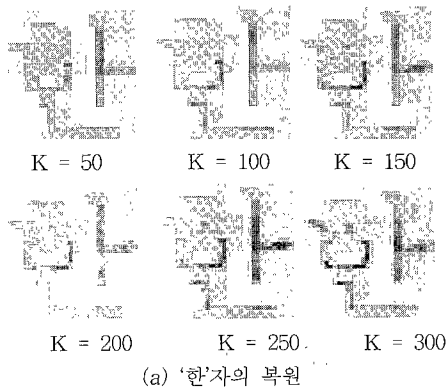 K = 50 K = 100 K = 150
K = 200 K = 250 K = 300
(a) '한'자의 복원